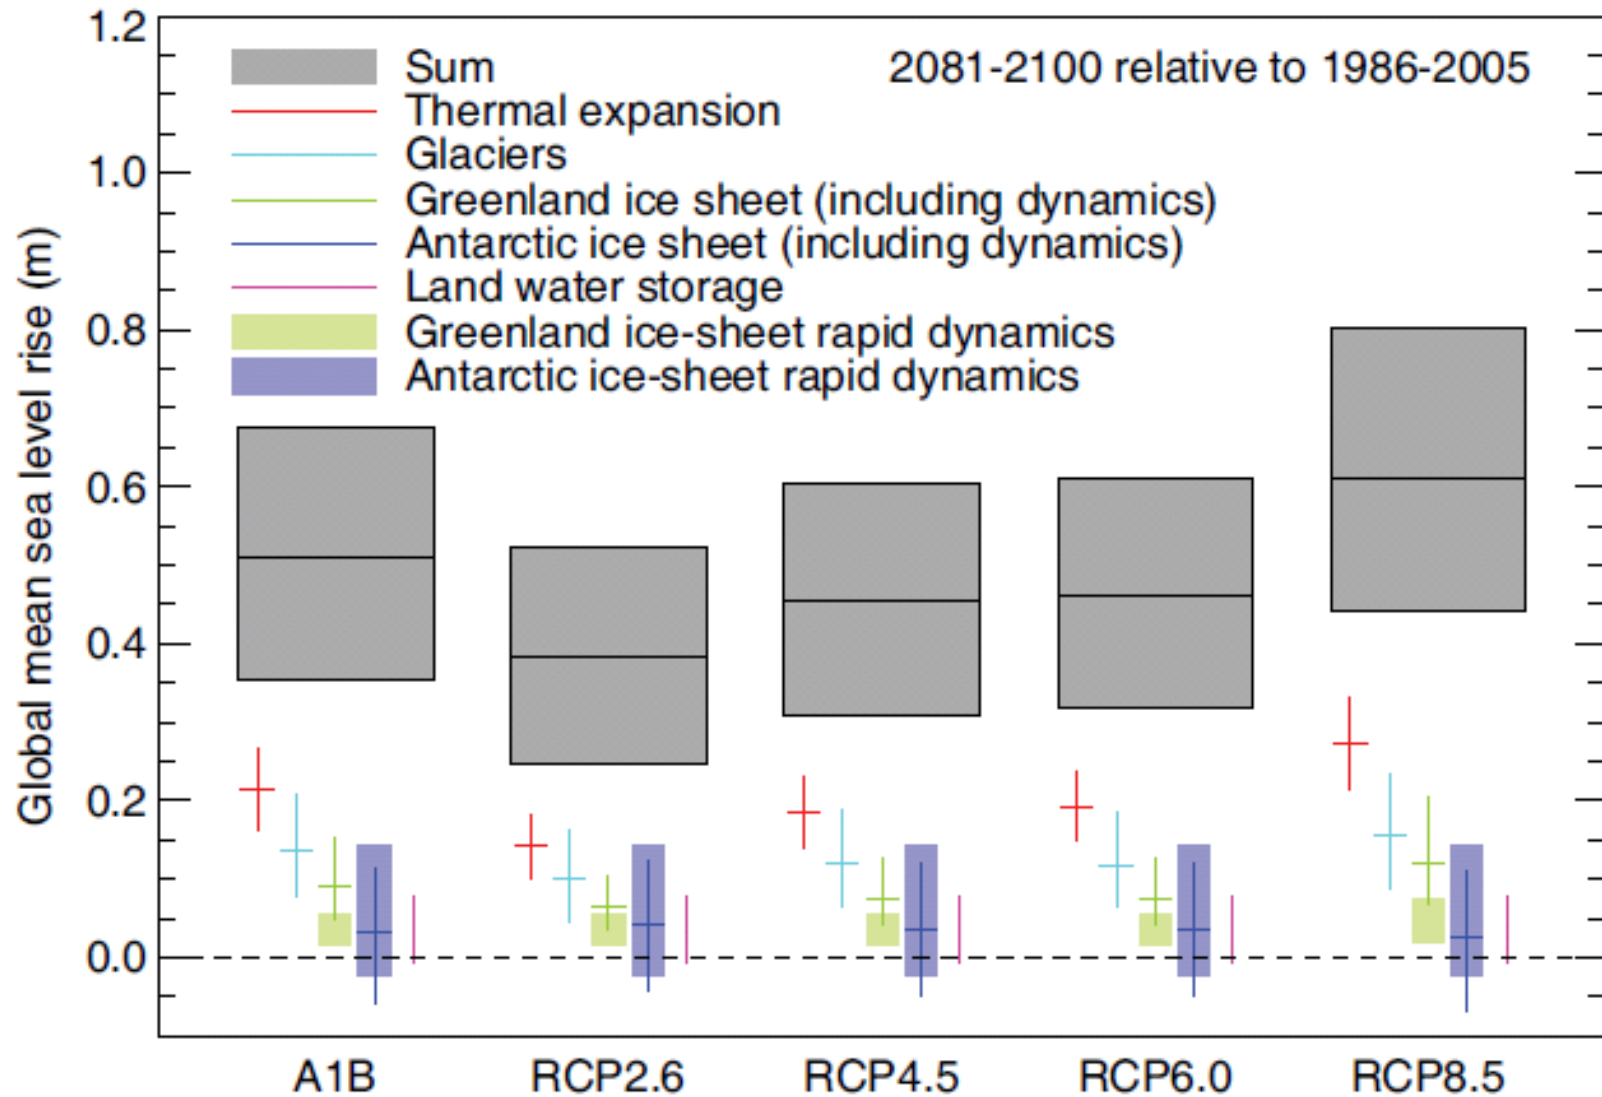 1.2
1.0
0.8
0.6
0.4
0.2
0.0
Global mean sea level rise (m)
2081-2100 relative to 1986-2005
Sum
Thermal expansion
Glaciers
Greenland ice sheet (including dynamics)
Antarctic ice sheet (including dynamics)
Land water storage
Greenland ice-sheet rapid dynamics
Antarctic ice-sheet rapid dynamics
A1B
RCP2.6
RCP4.5
RCP6.0
RCP8.5